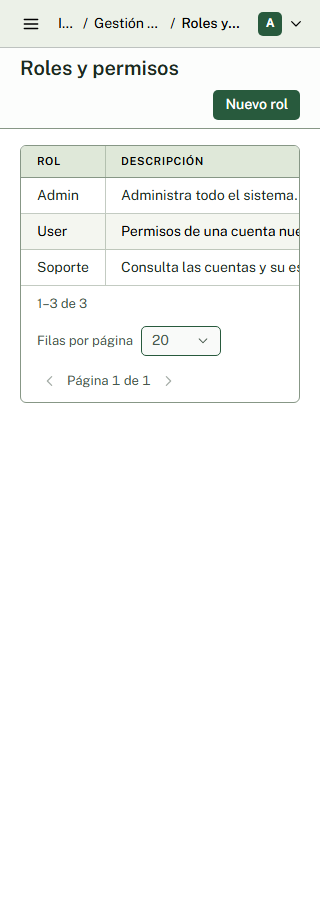 I... / Gestión ... / Roles y... A
Roles y permisos
Nuevo rol
ROL DESCRIPCIÓN
Admin Administra todo el sistema.
User Permisos de una cuenta nue
Soporte Consulta las cuentas y su es
1–3 de 3
Filas por página 20
Página 1 de 1